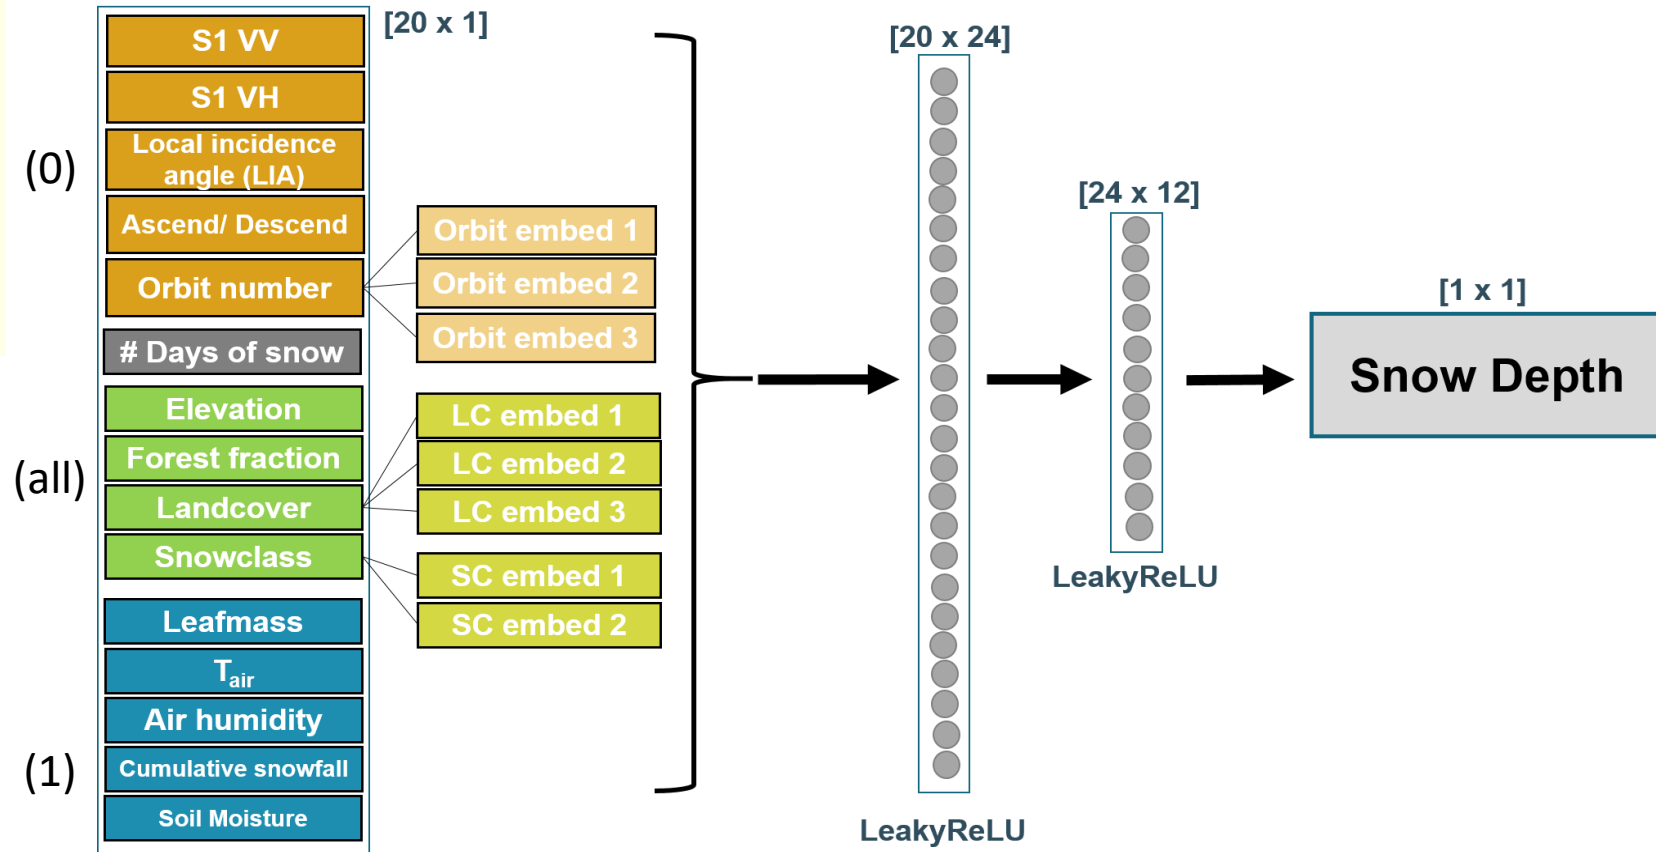 [20 x 1]
S1 VV
S1 VH
Local incidence
angle (LIA)
Ascend/ Descend
Orbit number
# Days of snow
Elevation
Forest fraction
Landcover
Snowclass
Leafmass
Tair
Air humidity
Cumulative snowfall
Soil Moisture
(0)
(all)
(1)
Orbit embed 1
Orbit embed 2
Orbit embed 3
LC embed 1
LC embed 2
LC embed 3
SC embed 1
SC embed 2
[20 x 24]
LeakyReLU
[24 x 12]
LeakyReLU
[1 x 1]
Snow Depth